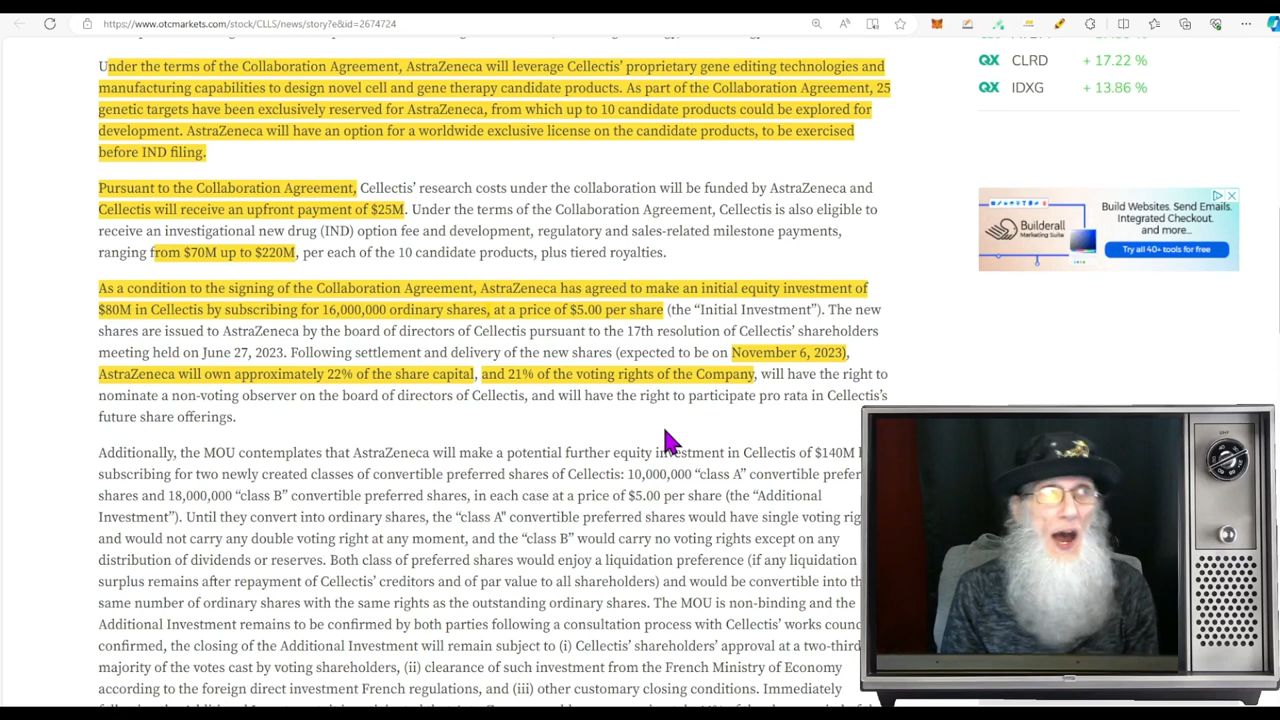 https://www.otcmarkets.com/stock/CLLS/news/story?e&id=2674724
Under the terms of the Collaboration Agreement, AstraZeneca will leverage Cellectis' proprietary gene editing technologies and
manufacturing capabilities to design novel cell and gene therapy candidate products. As part of the Collaboration Agreement, 25
genetic targets have been exclusively reserved for AstraZeneca, from which up to 10 candidate products could be explored for
development. AstraZeneca will have an option for a worldwide exclusive license on the candidate products, to be exercised
before IND filing.
Pursuant to the Collaboration Agreement, Cellectis' research costs under the collaboration will be funded by AstraZeneca and
Cellectis will receive an upfront payment of $25M. Under the terms of the Collaboration Agreement, Cellectis is also eligible to
receive an investigational new drug (IND) option fee and development, regulatory and sales-related milestone payments,
ranging from $70M up to $220M, per each of the 10 candidate products, plus tiered royalties.
As a condition to the signing of the Collaboration Agreement, AstraZeneca has agreed to make an initial equity investment of
$80M in Cellectis by subscribing for 16,000,000 ordinary shares, at a price of $5.00 per share (the “Initial Investment”). The new
shares are issued to AstraZeneca by the board of directors of Cellectis pursuant to the 17th resolution of Cellectis' shareholders
meeting held on June 27, 2023. Following settlement and delivery of the new shares (expected to be on November 6, 2023),
AstraZeneca will own approximately 22% of the share capital, and 21% of the voting rights of the Company, will have the right to
nominate a non-voting observer on the board of directors of Cellectis, and will have the right to participate pro rata in Cellectis's
future share offerings.
Additionally, the MOU contemplates that AstraZeneca will make a potential further equity investment in Cellectis of $140M
subscribing for two newly created classes of convertible preferred shares of Cellectis: 10,000,000 “class A” convertible prefer
shares and 18,000,000 “class B” convertible preferred shares, in each case at a price of $5.00 per share (the “Additional
Investment”). Until they convert into ordinary shares, the “class A" convertible preferred shares would have single voting rig
and would not carry any double voting right at any moment, and the “class B” would carry no voting rights except on any
distribution of dividends or reserves. Both class of preferred shares would enjoy a liquidation preference (if any liquidation
surplus remains after repayment of Cellectis' creditors and of par value to all shareholders) and would be convertible into th
same number of ordinary shares with the same rights as the outstanding ordinary shares. The MOU is non-binding and the
Additional Investment remains to be confirmed by both parties following a consultation process with Cellectis' works counc
confirmed, the closing of the Additional Investment will remain subject to (i) Cellectis' shareholders' approval at a two-third
majority of the votes cast by voting shareholders, (ii) clearance of such investment from the French Ministry of Economy
according to the foreign direct investment French regulations, and (iii) other customary closing conditions. Immediately
QX CLRD + 17.22 %
QX IDXG + 13.86 %
Builderall
Marketing Suite
Build Websites. Send Emails.
Integrated Checkout.
and more...
Try all 40+ tools for free